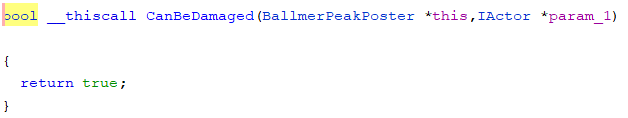 bool __thiscall CanBeDamaged(BallmerPeakPoster *this,IActor *param_1)
{
return true;
}